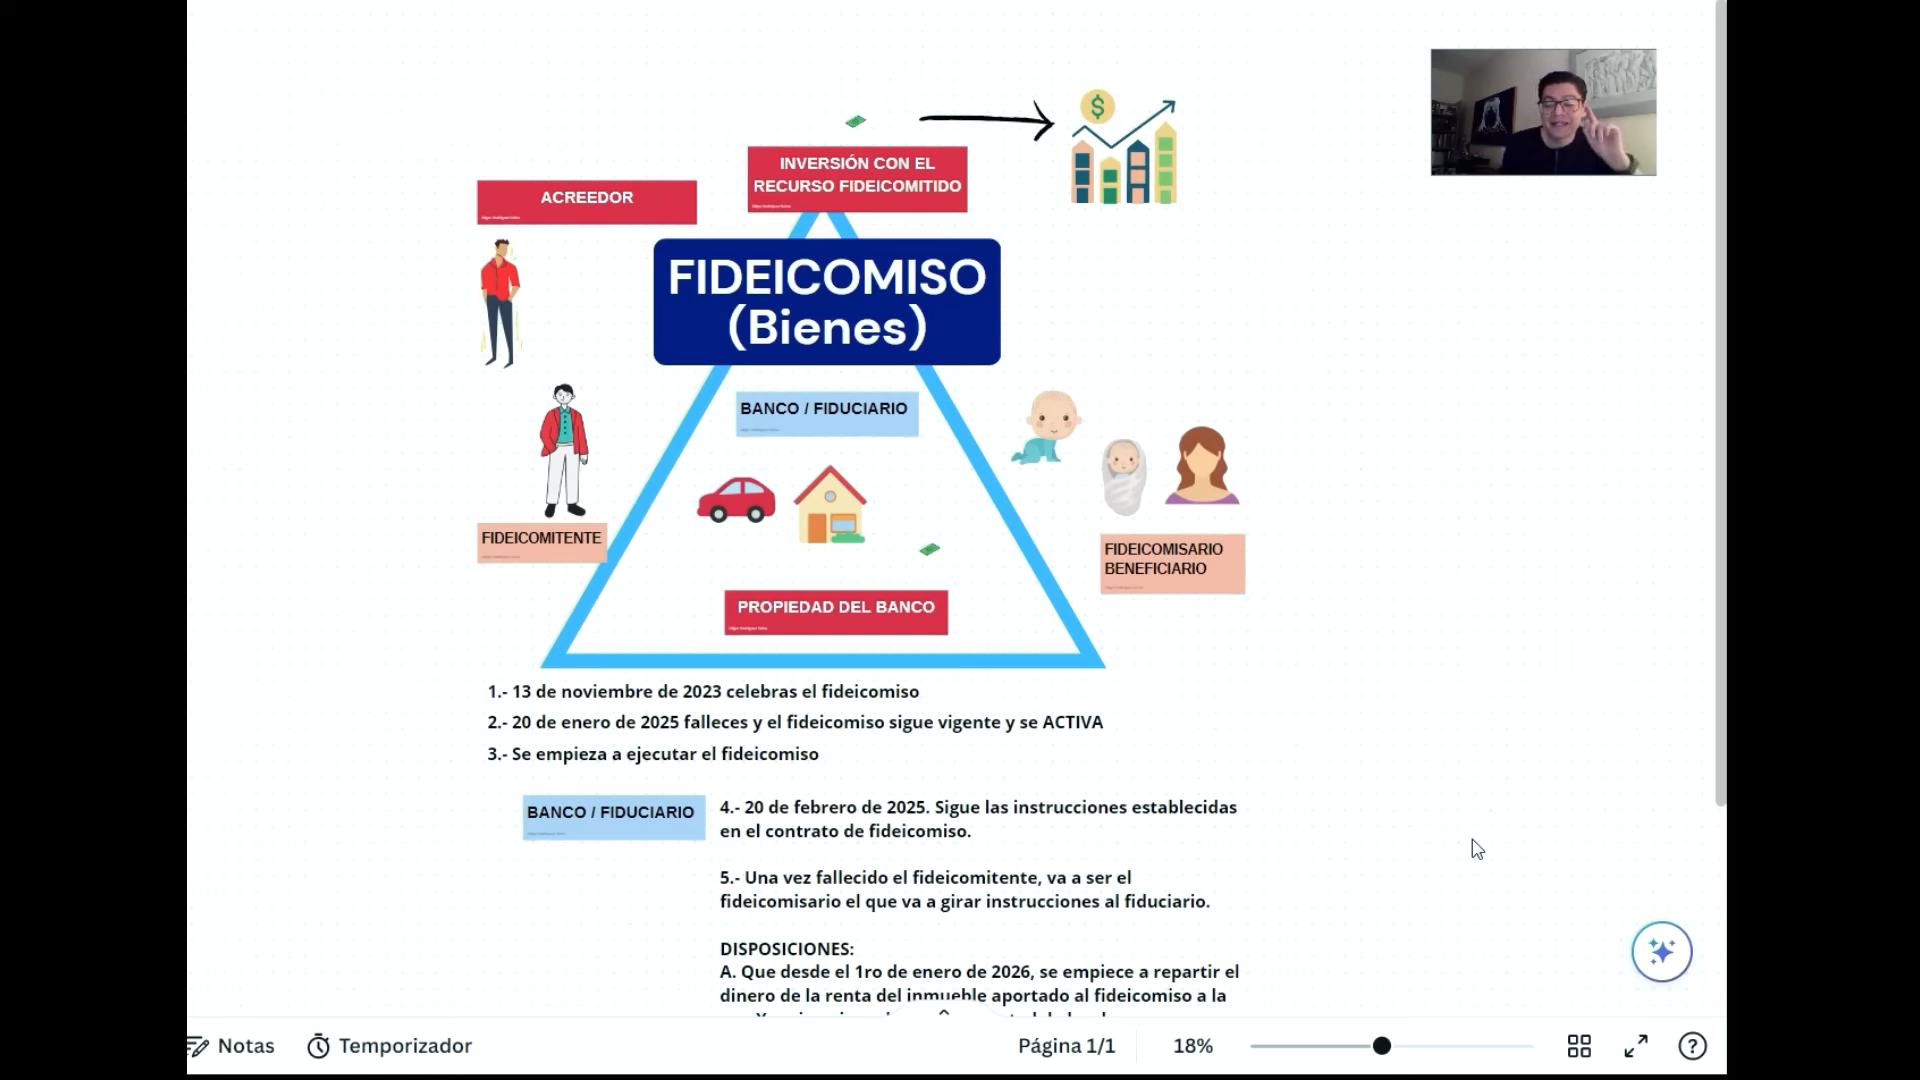 INVERSIÓN CON EL
RECURSO FIDEICOMITIDO
ACREEDOR
FIDEICOMISO
(Bienes)
BANCO / FIDUCIARIO
FIDEICOMITENTE
FIDEICOMISARIO
BENEFICIARIO
PROPIEDAD DEL BANCO
1.- 13 de noviembre de 2023 celebras el fideicomiso
2.- 20 de enero de 2025 falleces y el fideicomiso sigue vigente y se ACTIVA
3.- Se empieza a ejecutar el fideicomiso
BANCO / FIDUCIARIO
4.- 20 de febrero de 2025. Sigue las instrucciones establecidas
en el contrato de fideicomiso.
5.- Una vez fallecido el fideicomitente, va a ser el
fideicomisario el que va a girar instrucciones al fiduciario.
DISPOSICIONES:
A. Que desde el 1ro de enero de 2026, se empiece a repartir el
dinero de la renta del inmueble aportado al fideicomiso a la
Notas
Temporizador
Página 1/1
18%